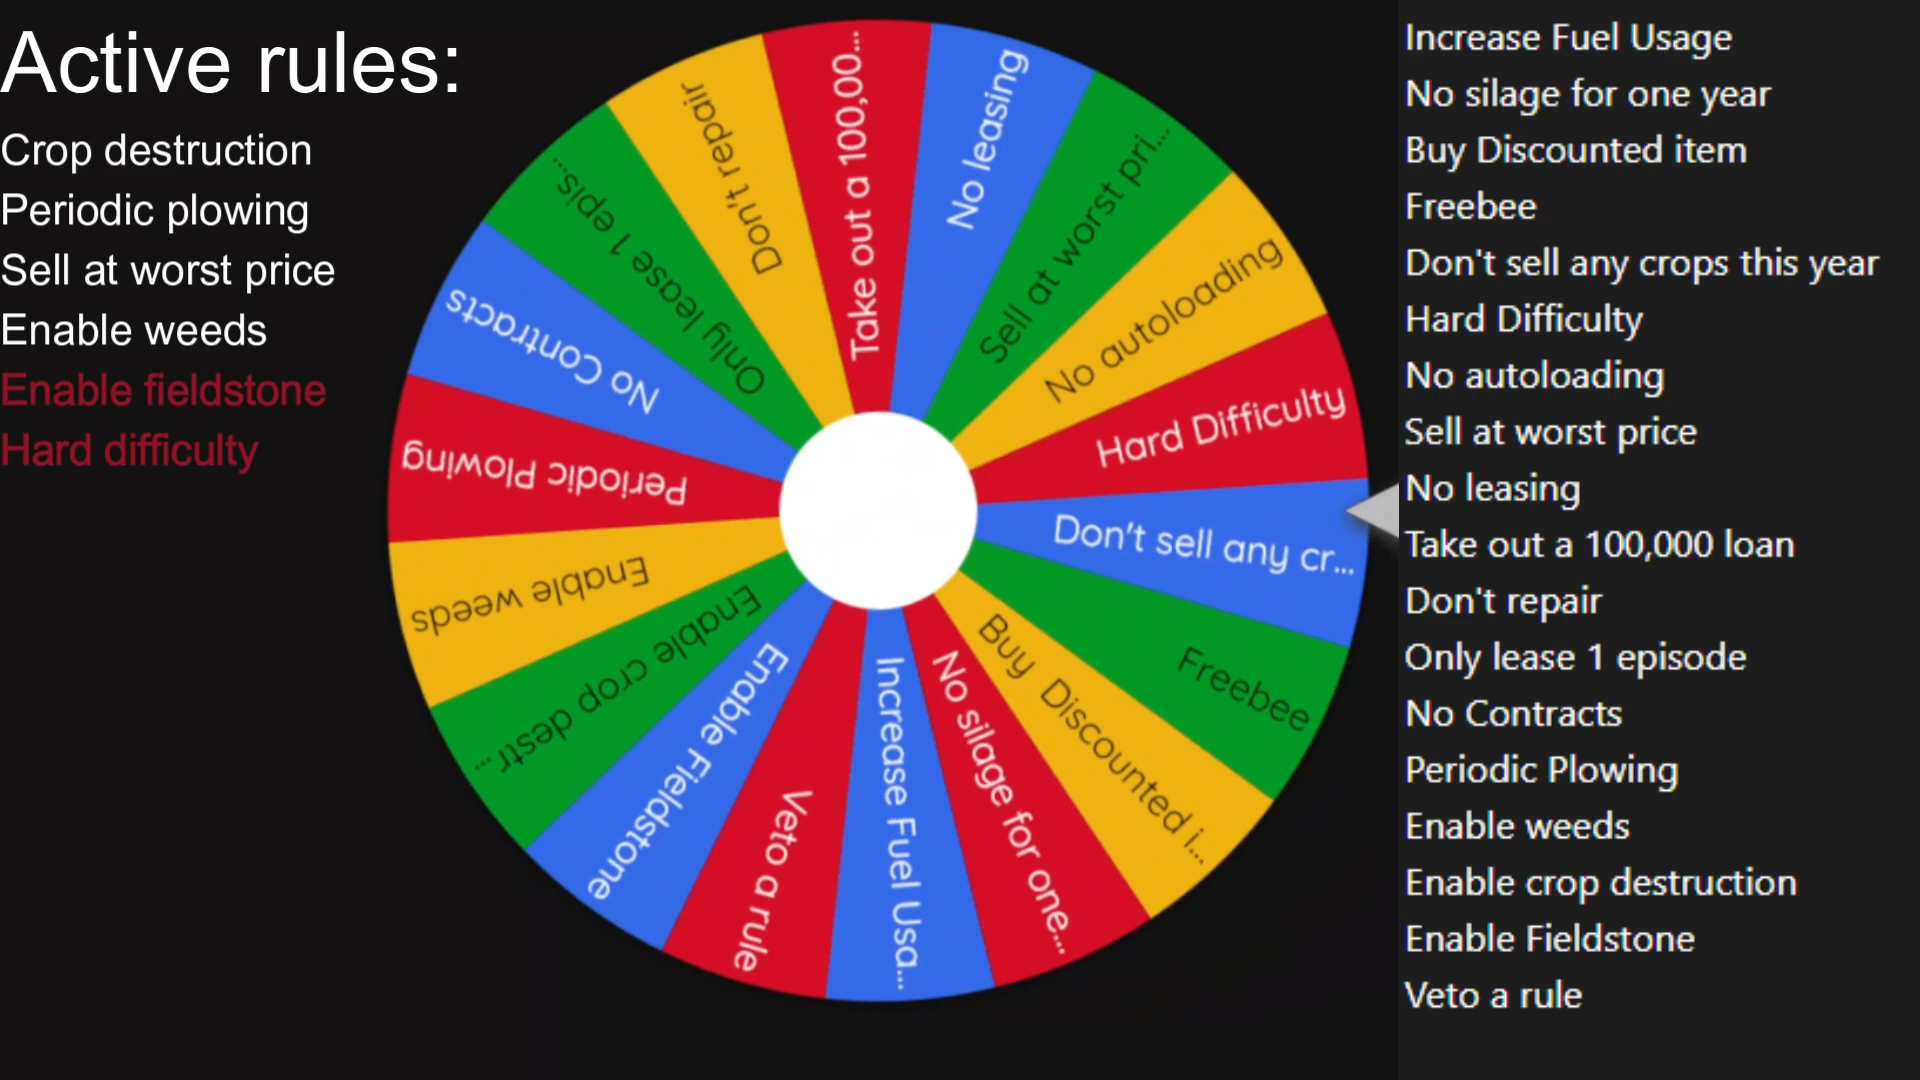 Active rules:
Crop destruction
Periodic plowing
Sell at worst price
Enable weeds
Enable fieldstone
Hard difficulty
Take out a 100,00...
No leasing
Sell at worst pri...
No autoloading
Hard Difficulty
Don't sell any cr...
Freebee
Buy Discounted i...
No silage for one...
Increase Fuel Usa...
Veto a rule
Enable Fieldstone
Enable crop destr...
Enable weeds
Periodic Plowing
No Contracts
Only lease 1 epis...
Don't repair
Increase Fuel Usage
No silage for one year
Buy Discounted item
Freebee
Don't sell any crops this year
Hard Difficulty
No autoloading
Sell at worst price
No leasing
Take out a 100,000 loan
Don't repair
Only lease 1 episode
No Contracts
Periodic Plowing
Enable weeds
Enable crop destruction
Enable Fieldstone
Veto a rule